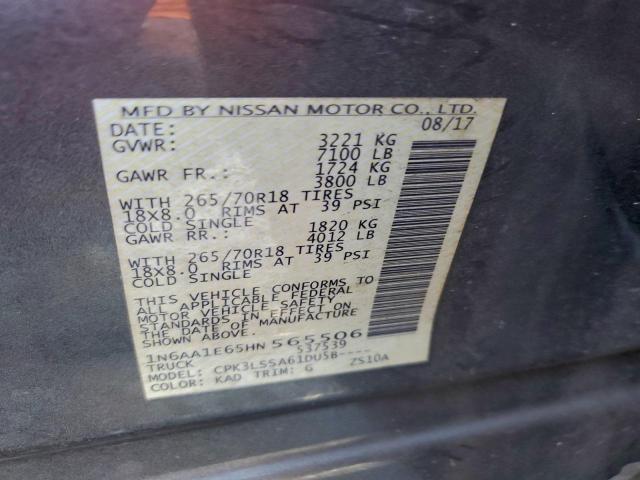 MFD BY NISSAN MOTOR CO., LTD.
DATE: 08/17
GVWR: 3221 KG
7100 LB
GAWR FR.: 1724 KG
3800 LB
WITH 265/70R18 TIRES
18X8.0 RIMS AT 39 PSI
COLD SINGLE
GAWR RR.: 1820 KG
4012 LB
WITH 265/70R18 TIRES
18X8.0 RIMS AT 39 PSI
COLD SINGLE
THIS VEHICLE CONFORMS TO
ALL APPLICABLE FEDERAL
MOTOR VEHICLE SAFETY
STANDARDS IN EFFECT ON
THE DATE OF MANUFACTURE
SHOWN ABOVE.
1N6AA1E65HN565506
TRUCK 537539
MODEL: CPK3LSSA61DUSB----
COLOR: KAD TRIM: G ZS10A